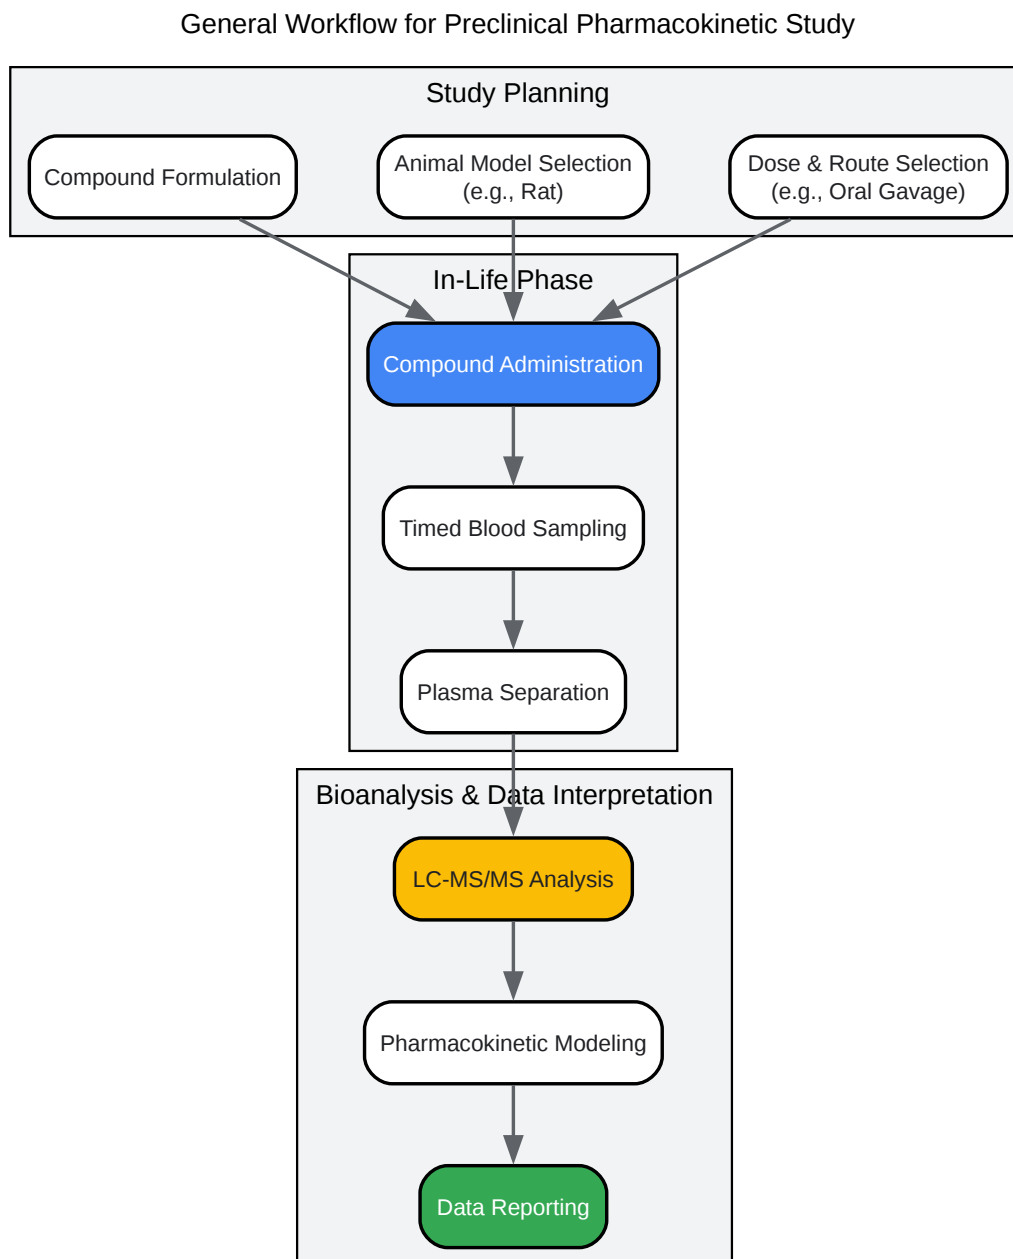 General Workflow for Preclinical Pharmacokinetic Study
Study Planning
Compound Formulation
Animal Model Selection
(e.g., Rat)
Dose & Route Selection
(e.g., Oral Gavage)
In-Life Phase
Compound Administration
Timed Blood Sampling
Plasma Separation
Bioanalysis & Data Interpretation
LC-MS/MS Analysis
Pharmacokinetic Modeling
Data Reporting